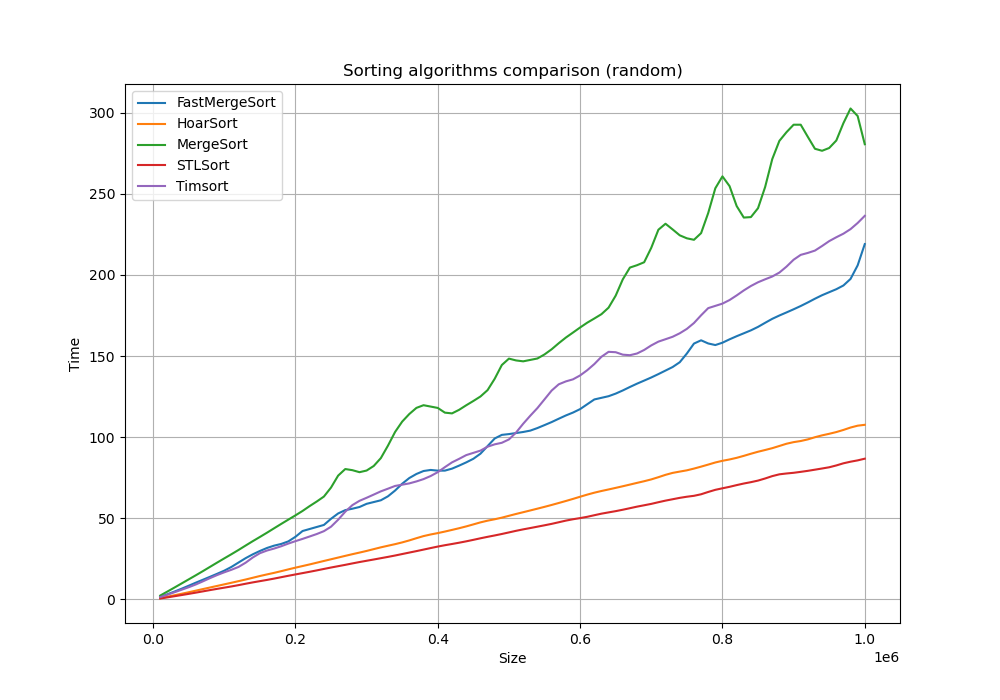 Sorting algorithms comparison (random)
FastMergeSort
HoarSort
MergeSort
STLSort
Timsort
300
250
200
150
100
50
0
Time
0.0 0.2 0.4 0.6 0.8 1.0
1e6
Size